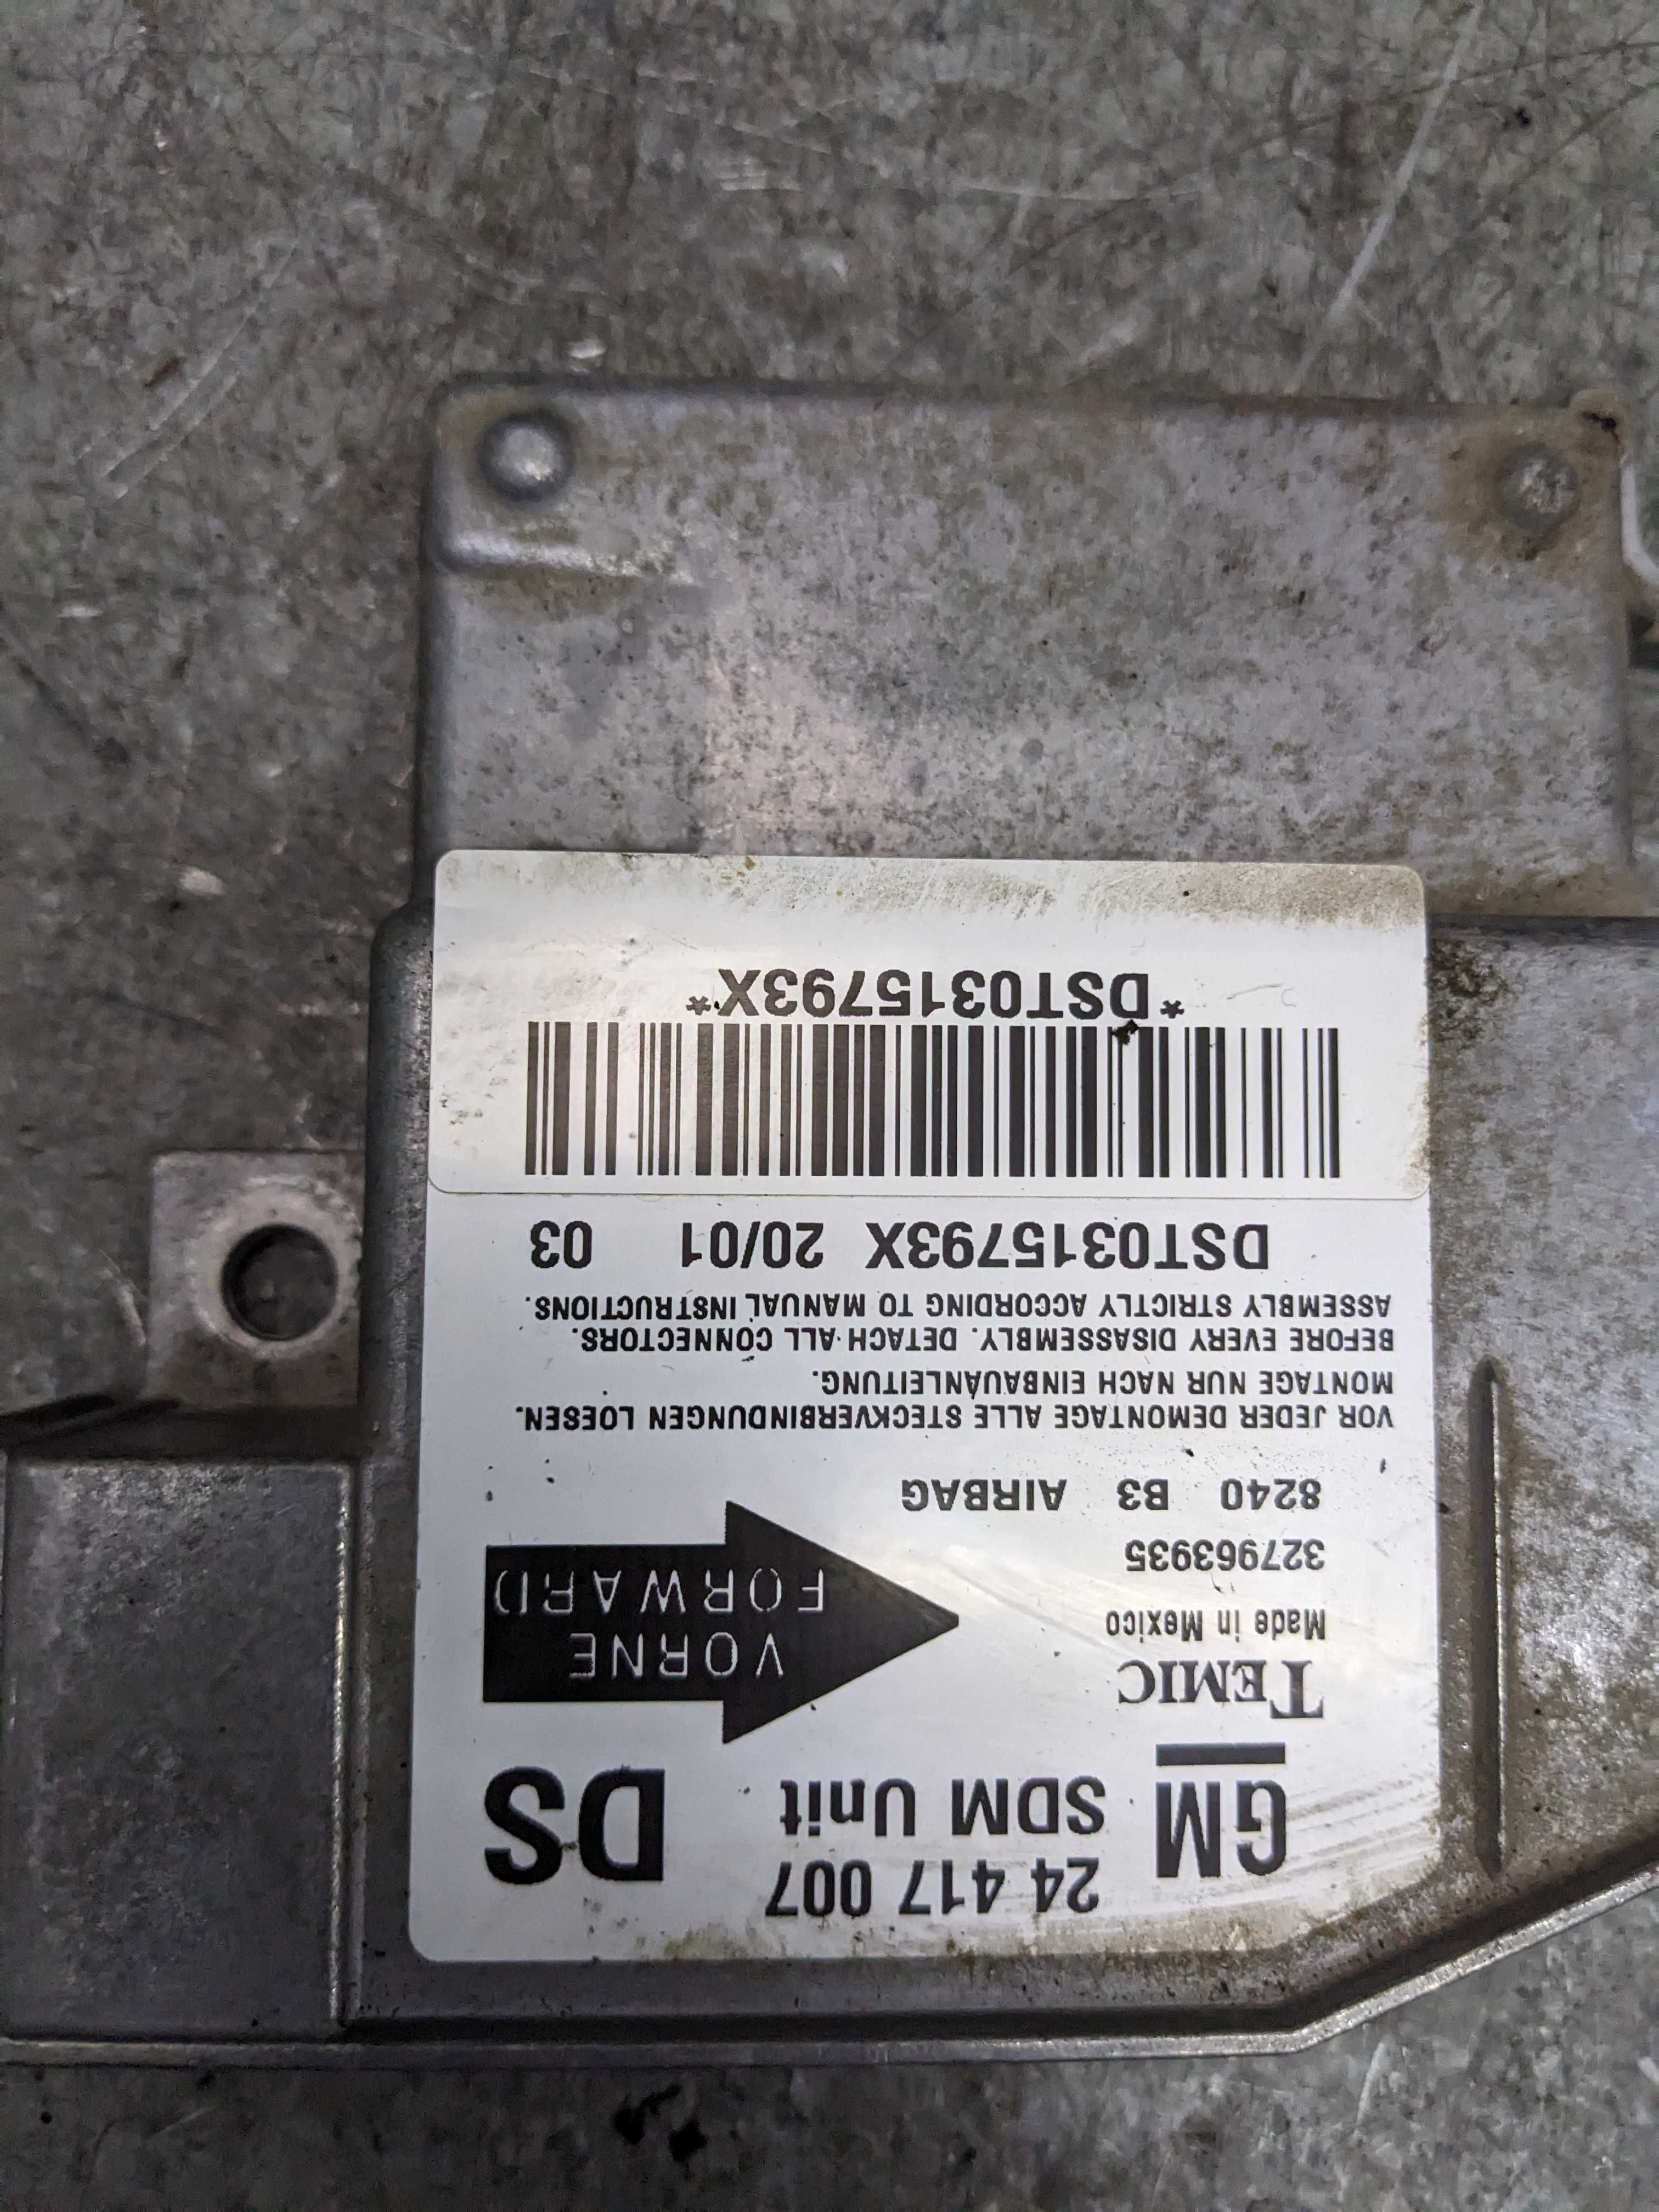 24 417 007
GM SDM Unit DS
TEMIC
Made in Mexico
327963935
VORNE
FORWARD
8240 B3 AIRBAG
VOR JEDER DEMONTAGE ALLE STECKVERBINDUNGEN LOESEN.
MONTAGE NUR NACH EINBAUANLEITUNG.
BEFORE EVERY DISASSEMBLY. DETACH ALL CONNECTORS.
ASSEMBLY STRICTLY ACCORDING TO MANUAL INSTRUCTIONS.
DST0315793X 20/01 03
*DST0315793X*